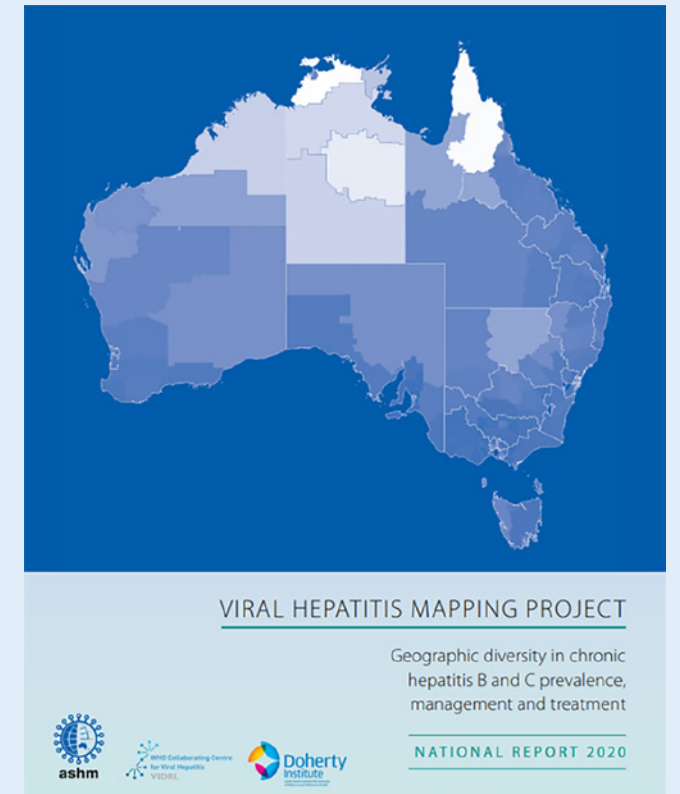 VIRAL HEPATITIS MAPPING PROJECT
Geographic diversity in chronic
hepatitis B and C prevalence,
management and treatment
NATIONAL REPORT 2020
ashm
WHO Collaborating Centre
for Viral Hepatitis
VIDRL
Doherty
Institute